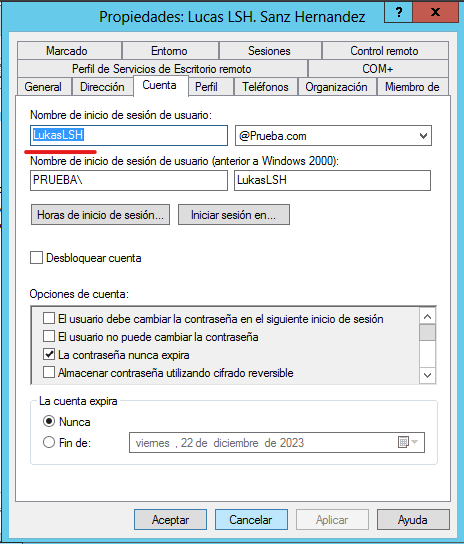 Propiedades: Lucas LSH. Sanz Hernandez
? X
Marcado Entorno Sesiones Control remoto
Perfil de Servicios de Escritorio remoto COM+
General Dirección Cuenta Perfil Teléfonos Organización Miembro de
Nombre de inicio de sesión de usuario:
LukasLSH @Prueba.com
Nombre de inicio de sesión de usuario (anterior a Windows 2000):
PRUEBA\ LukasLSH
Horas de inicio de sesión... Iniciar sesión en...
Desbloquear cuenta
Opciones de cuenta:
El usuario debe cambiar la contraseña en el siguiente inicio de sesión
El usuario no puede cambiar la contraseña
La contraseña nunca expira
Almacenar contraseña utilizando cifrado reversible
La cuenta expira
Nunca
Fin de: viernes , 22 de diciembre de 2023
Aceptar Cancelar Aplicar Ayuda